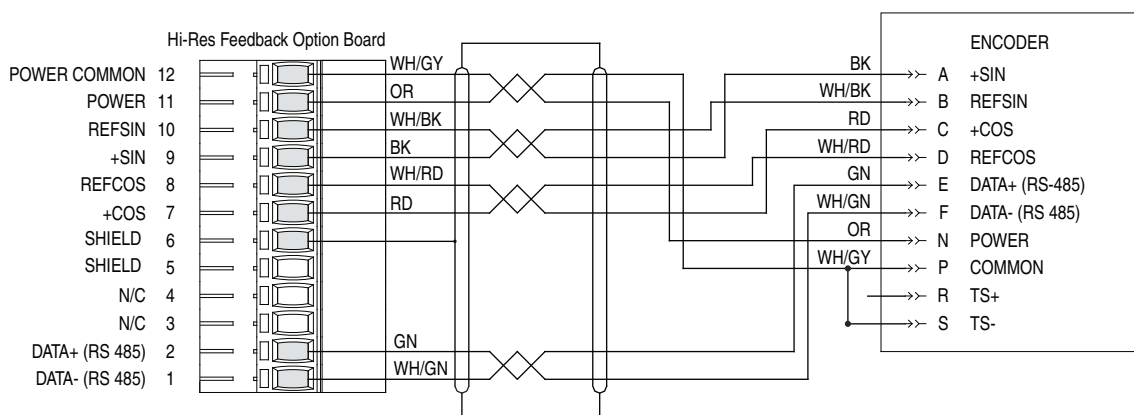 Hi-Res Feedback Option Board
ENCODER
POWER COMMON 12
POWER 11
REFSIN 10
+SIN 9
REFCOS 8
+COS 7
SHIELD 6
SHIELD 5
N/C 4
N/C 3
DATA+ (RS 485) 2
DATA- (RS 485) 1
WH/GY
OR
WH/BK
BK
WH/RD
RD
GN
WH/GN
BK
WH/BK
RD
WH/RD
GN
WH/GN
OR
WH/GY
A +SIN
B REFSIN
C +COS
D REFCOS
E DATA+ (RS-485)
F DATA- (RS 485)
N POWER
P COMMON
R TS+
S TS-